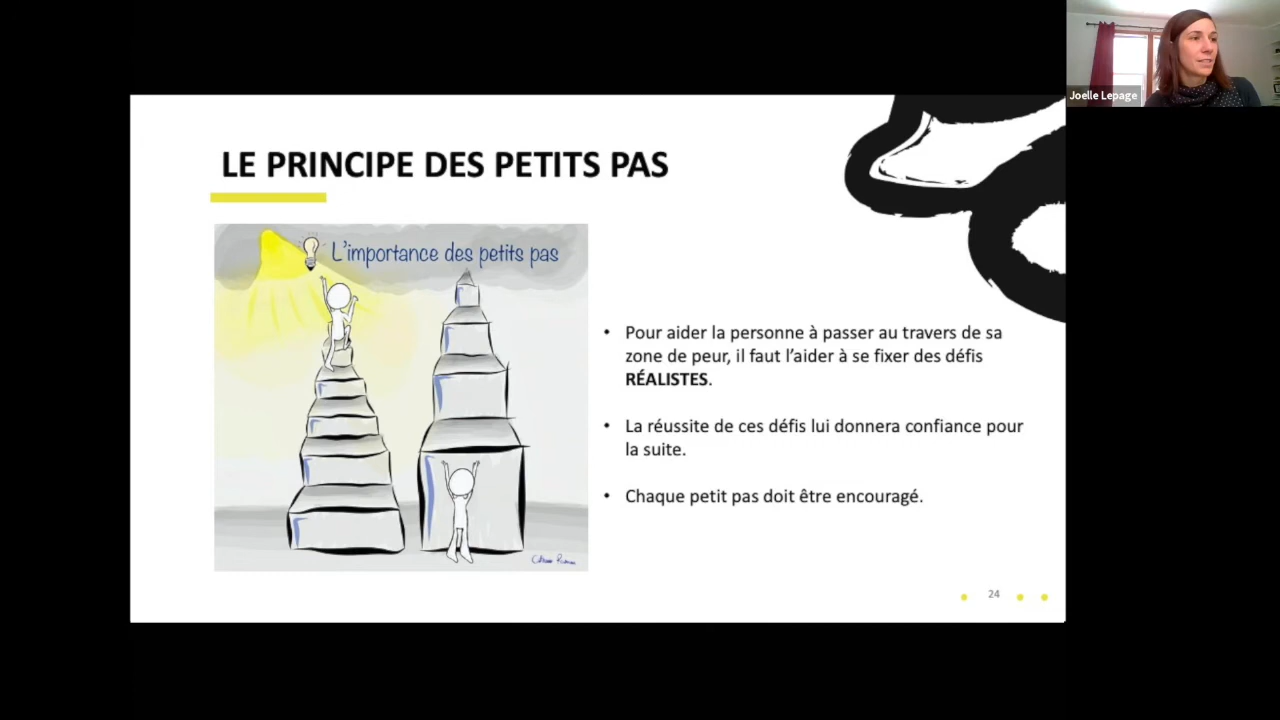 Joelle Lepage
LE PRINCIPE DES PETITS PAS
L'importance des petits pas
• Pour aider la personne à passer au travers de sa
zone de peur, il faut l'aider à se fixer des défis
RÉALISTES.
• La réussite de ces défis lui donnera confiance pour
la suite.
• Chaque petit pas doit être encouragé.
24